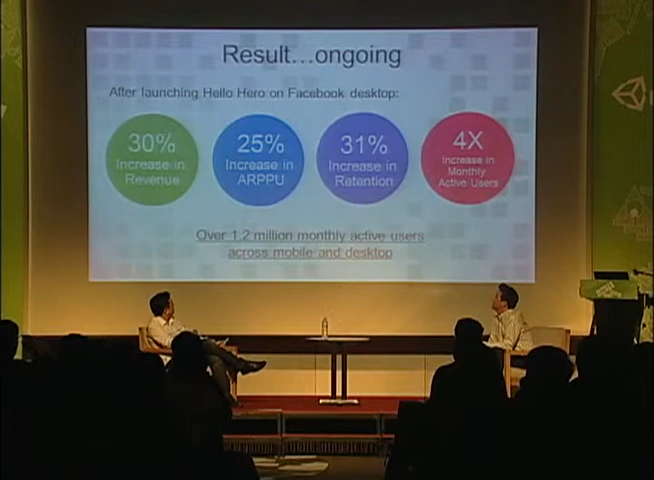 Result...ongoing
After launching Hello Hero on Facebook desktop:
30%
Increase in
Revenue
25%
Increase in
ARPPU
31%
Increase in
Retention
4X
Increase in
Monthly
Active Users
Over 1.2 million monthly active users
across mobile and desktop